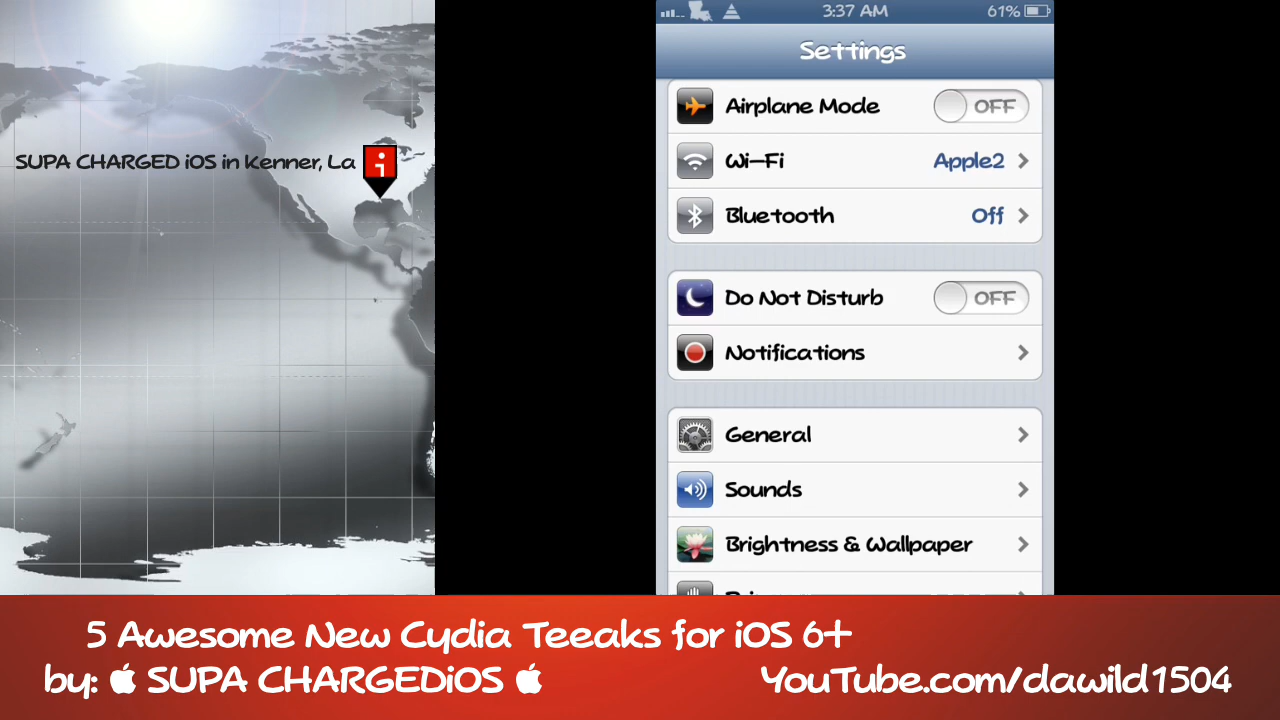 SUPA CHARGED iOS in Kenner, La
3:37 AM
61%
Settings
Airplane Mode OFF
Wi-Fi Apple2
Bluetooth Off
Do Not Disturb OFF
Notifications
General
Sounds
Brightness & Wallpaper
5 Awesome New Cydia Teeaks for iOS 6+
by: SUPA CHARGEDiOS
YouTube.com/dawild1504